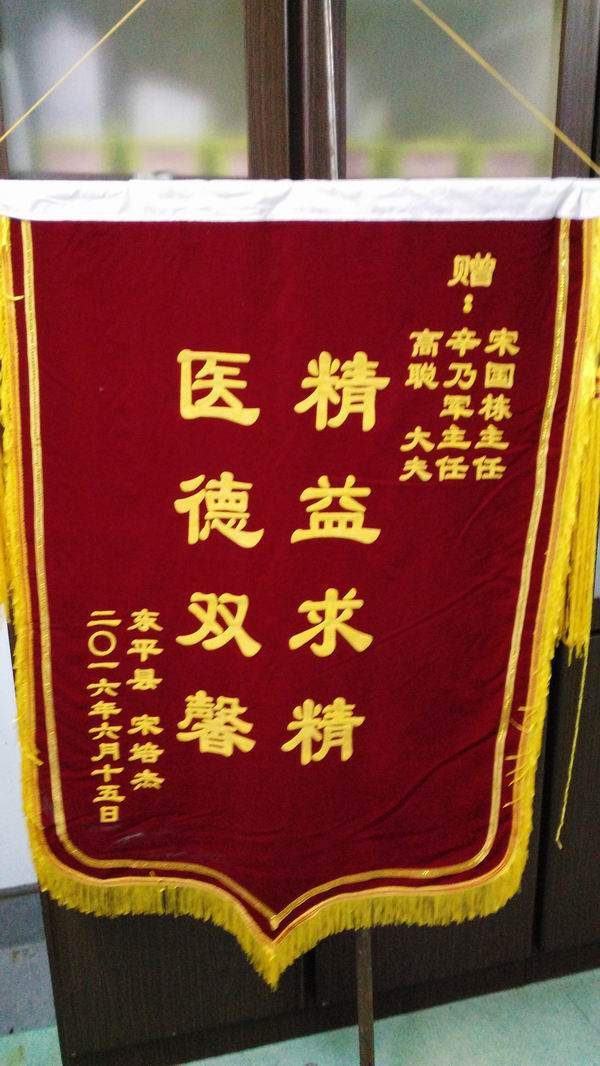 赠：
宋国栋主任
辛乃军主任
高聪 大夫
精益求精
医德双馨
东平县 宋培杰
二〇一六年六月十五日